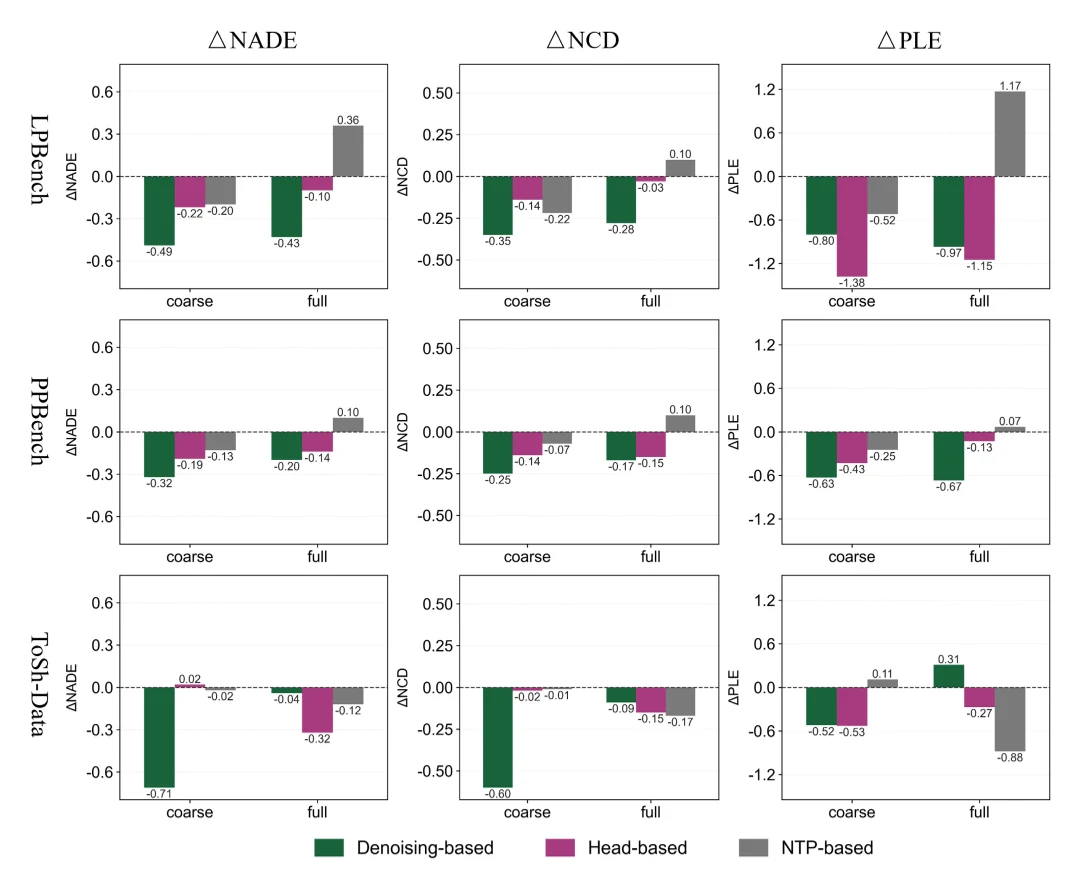 △NADE △NCD △PLE
LPBench
ΔNADE
0.6
0.3
0.0
-0.3
-0.6
-0.49 -0.22 -0.20 -0.43 -0.10 0.36
coarse full
ΔNCD
0.50
0.25
0.00
-0.25
-0.50
-0.35 -0.14 -0.22 -0.28 -0.03 0.10
coarse full
ΔPLE
1.2
0.6
0.0
-0.6
-1.2
-0.80 -1.38 -0.52 -0.97 -1.15 1.17
coarse full
PPBench
ΔNADE
0.6
0.3
0.0
-0.3
-0.6
-0.32 -0.19 -0.13 -0.20 -0.14 0.10
coarse full
ΔNCD
0.50
0.25
0.00
-0.25
-0.50
-0.25 -0.14 -0.07 -0.17 -0.15 0.10
coarse full
ΔPLE
1.2
0.6
0.0
-0.6
-1.2
-0.63 -0.43 -0.25 -0.67 -0.13 0.07
coarse full
ToSh-Data
ΔNADE
0.6
0.3
0.0
-0.3
-0.6
-0.71 0.02 -0.02 -0.04 -0.32 -0.12
coarse full
ΔNCD
0.50
0.25
0.00
-0.25
-0.50
-0.60 -0.02 -0.01 -0.09 -0.15 -0.17
coarse full
ΔPLE
1.2
0.6
0.0
-0.6
-1.2
-0.52 -0.53 0.11 0.31 -0.27 -0.88
coarse full
Denoising-based Head-based NTP-based